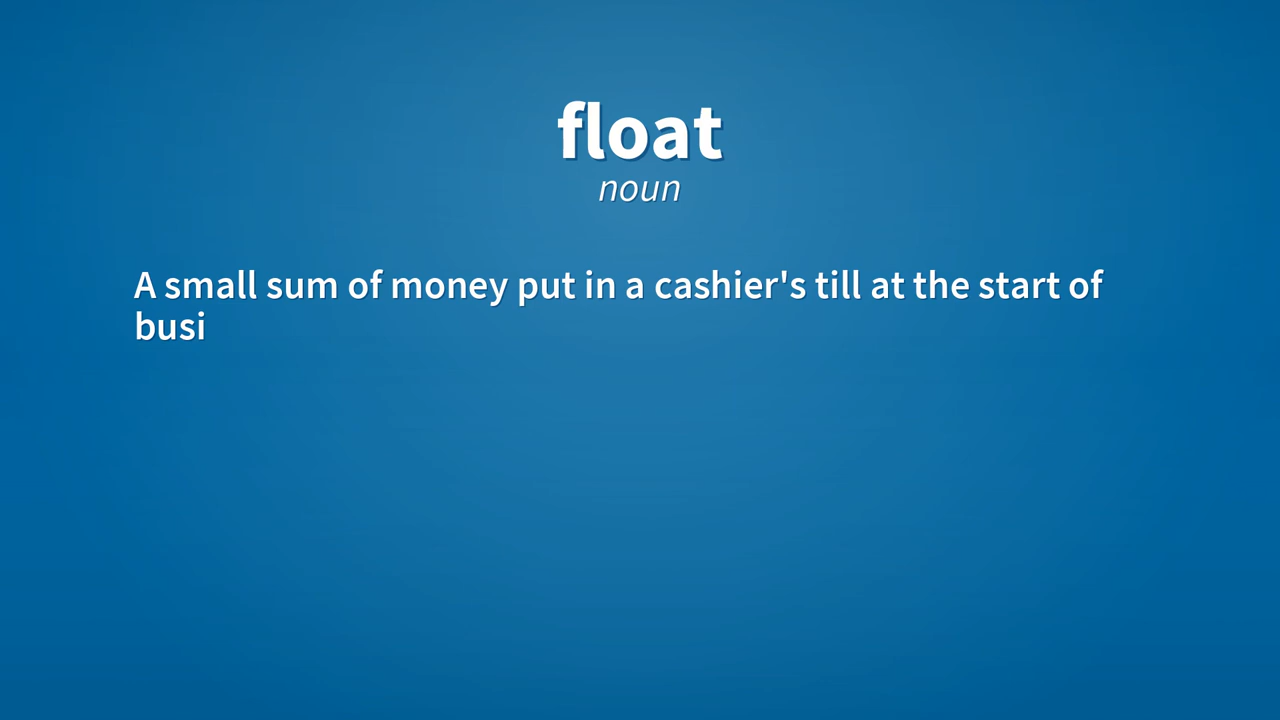 float
noun
A small sum of money put in a cashier's till at the start of
busi